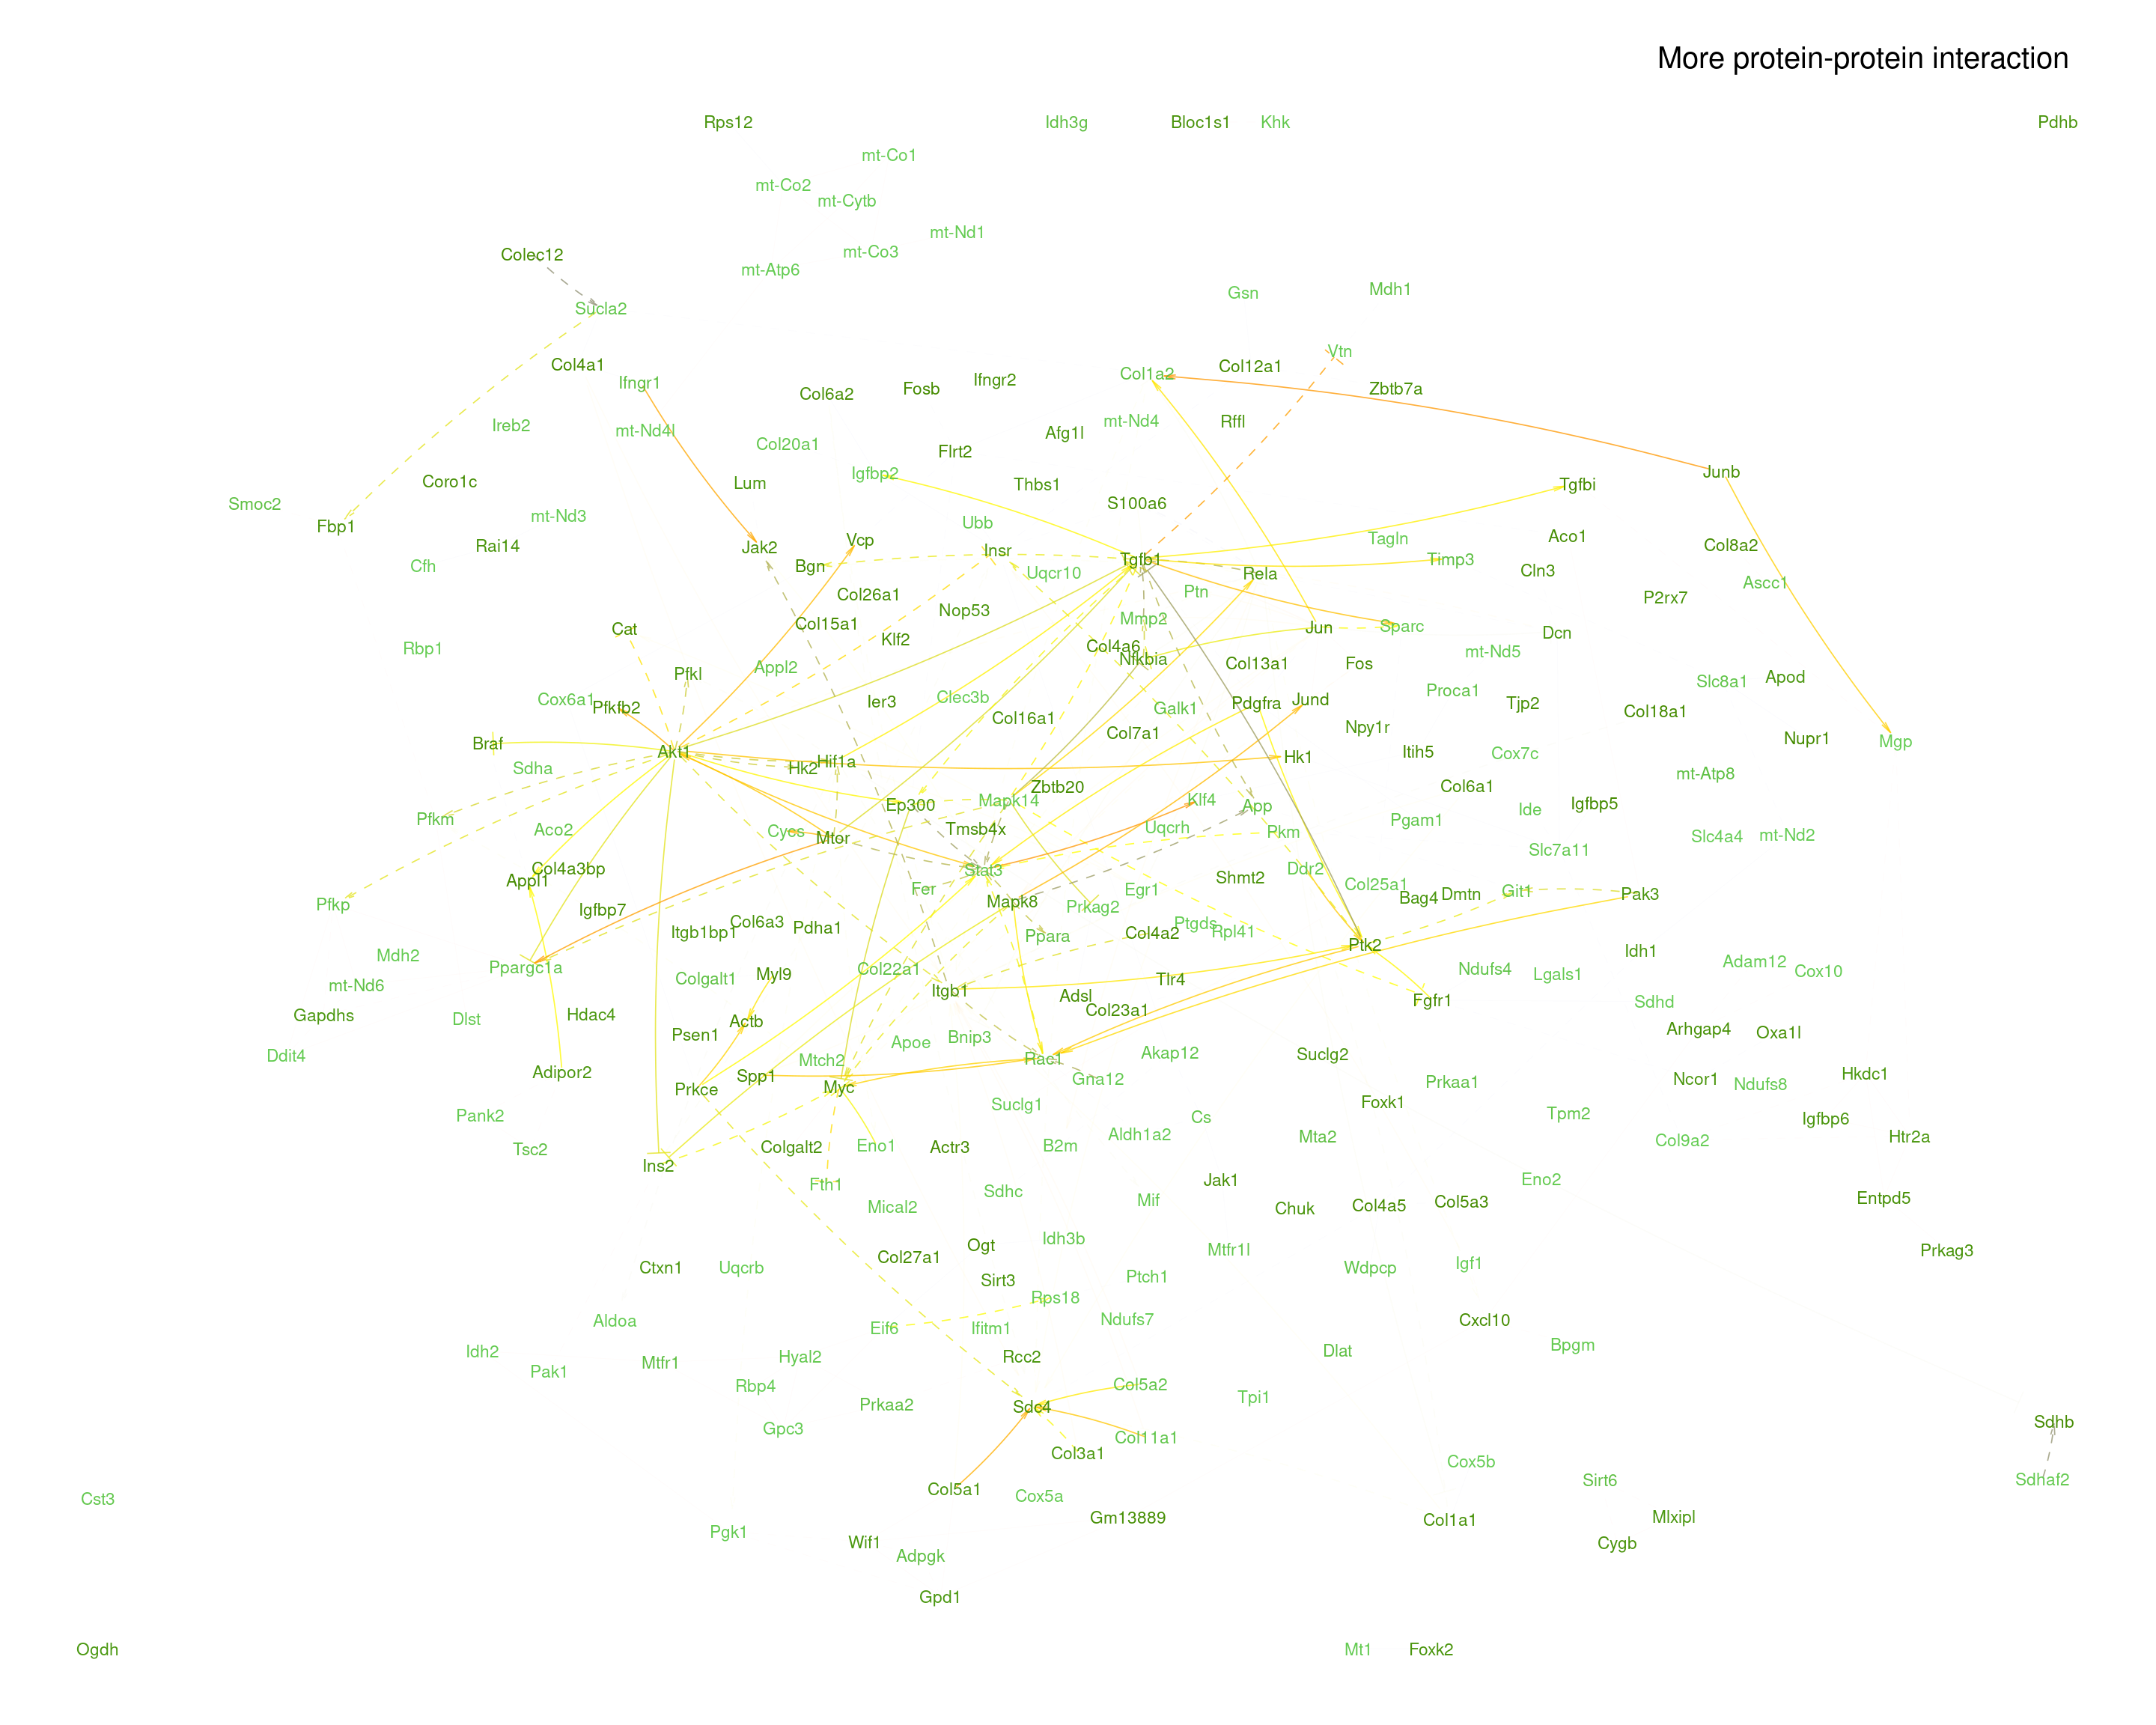 More protein-protein interaction
Rps12
Idh3g
Bloc1s1
Khk
Pdhb
mt-Co1
mt-Co2
mt-Cytb
mt-Nd1
mt-Co3
Colec12
mt-Atp6
Gsn
Mdh1
Sucla2
Vtn
Col4a1
Col12a1
Col1a2
Ifngr1
Ifngr2
Fosb
Zbtb7a
Col6a2
mt-Nd4
Rffl
Ireb2
mt-Nd4l
Afg1l
Col20a1
Flrt2
Junb
Igfbp2
Coro1c
Lum
Thbs1
Tgfbi
Smoc2
S100a6
mt-Nd3
Ubb
Fbp1
Aco1
Tagln
Vcp
Rai14
Jak2
Col8a2
Insr
Tgfb1
Timp3
Cfh
Bgn
Uqcr10
Rela
Cln3
Ascc1
Ptn
Col26a1
P2rx7
Nop53
Mmp2
Col15a1
Sparc
Cat
Jun
Dcn
Klf2
Col4a6
Rbp1
mt-Nd5
Nfkbia
Col13a1
Fos
Appl2
Pfkl
Apod
Slc8a1
Proca1
Clec3b
Cox6a1
Jund
Ier3
Pdgfra
Tjp2
Pfkfb2
Galk1
Col18a1
Col16a1
Npy1r
Col7a1
Nupr1
Mgp
Braf
Akt1
Itih5
Cox7c
Hk1
Hif1a
Sdha
Hk2
mt-Atp8
Col6a1
Zbtb20
Mapk14
Klf4
Igfbp5
Ep300
App
Ide
Pfkm
Pgam1
Aco2
Tmsb4x
Uqcrh
Cycs
Pkm
Mtor
Slc4a4
mt-Nd2
Slc7a11
Col4a3bp
Stat3
Ddr2
Shmt2
Appl1
Col25a1
Fer
Egr1
Git1
Dmtn
Pak3
Bag4
Mapk8
Pfkp
Prkag2
Igfbp7
Col6a3
Ptgds
Pdha1
Itgb1bp1
Rpl41
Col4a2
Ppara
Ptk2
Idh1
Mdh2
Adam12
Ppargc1a
Col22a1
Ndufs4
Cox10
Myl9
Lgals1
Colgalt1
Tlr4
mt-Nd6
Itgb1
Adsl
Fgfr1
Sdhd
Col23a1
Gapdhs
Hdac4
Dlst
Actb
Arhgap4
Oxa1l
Psen1
Bnip3
Apoe
Akap12
Suclg2
Ddit4
Rac1
Mtch2
Adipor2
Hkdc1
Spp1
Gna12
Ncor1
Prkaa1
Ndufs8
Myc
Prkce
Foxk1
Suclg1
Tpm2
Pank2
Cs
Igfbp6
Aldh1a2
Mta2
Htr2a
Col9a2
Eno1
B2m
Colgalt2
Actr3
Tsc2
Ins2
Eno2
Jak1
Fth1
Sdhc
Entpd5
Mif
Col5a3
Col4a5
Mical2
Chuk
Idh3b
Ogt
Mtfr1l
Prkag3
Col27a1
Igf1
Ctxn1
Uqcrb
Wdpcp
Ptch1
Sirt3
Rps18
Ndufs7
Cxcl10
Aldoa
Eif6
Ifitm1
Bpgm
Idh2
Dlat
Rcc2
Hyal2
Mtfr1
Pak1
Col5a2
Rbp4
Tpi1
Prkaa2
Sdc4
Sdhb
Gpc3
Col11a1
Col3a1
Cox5b
Sirt6
Sdhaf2
Col5a1
Cox5a
Cst3
Gm13889
Mlxipl
Col1a1
Pgk1
Wif1
Cygb
Adpgk
Gpd1
Ogdh
Mt1
Foxk2